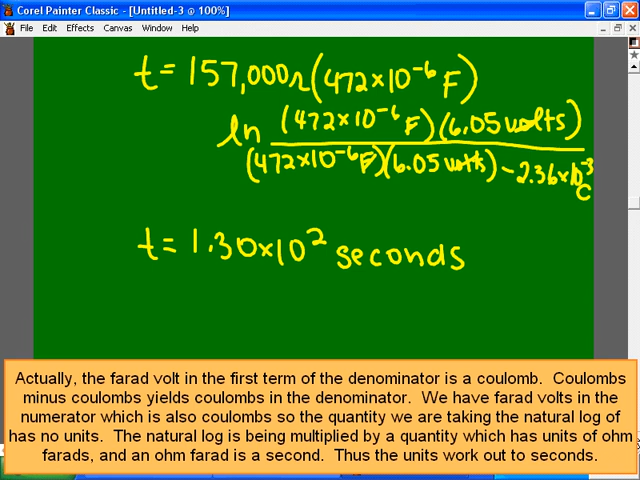 Corel Painter Classic - [Untitled-3 @ 100%]
File Edit Effects Canvas Window Help
t = 157,000Ω (472×10⁻⁶ F)
ln (472×10⁻⁶ F)(6.05 volts)
(472×10⁻⁶ F)(6.05 volts) - 2.36×10⁻³ C
t = 1.30×10² seconds
Actually, the farad volt in the first term of the denominator is a coulomb. Coulombs
minus coulombs yields coulombs in the denominator. We have farad volts in the
numerator which is also coulombs so the quantity we are taking the natural log of
has no units. The natural log is being multiplied by a quantity which has units of ohm
farads, and an ohm farad is a second. Thus the units work out to seconds.